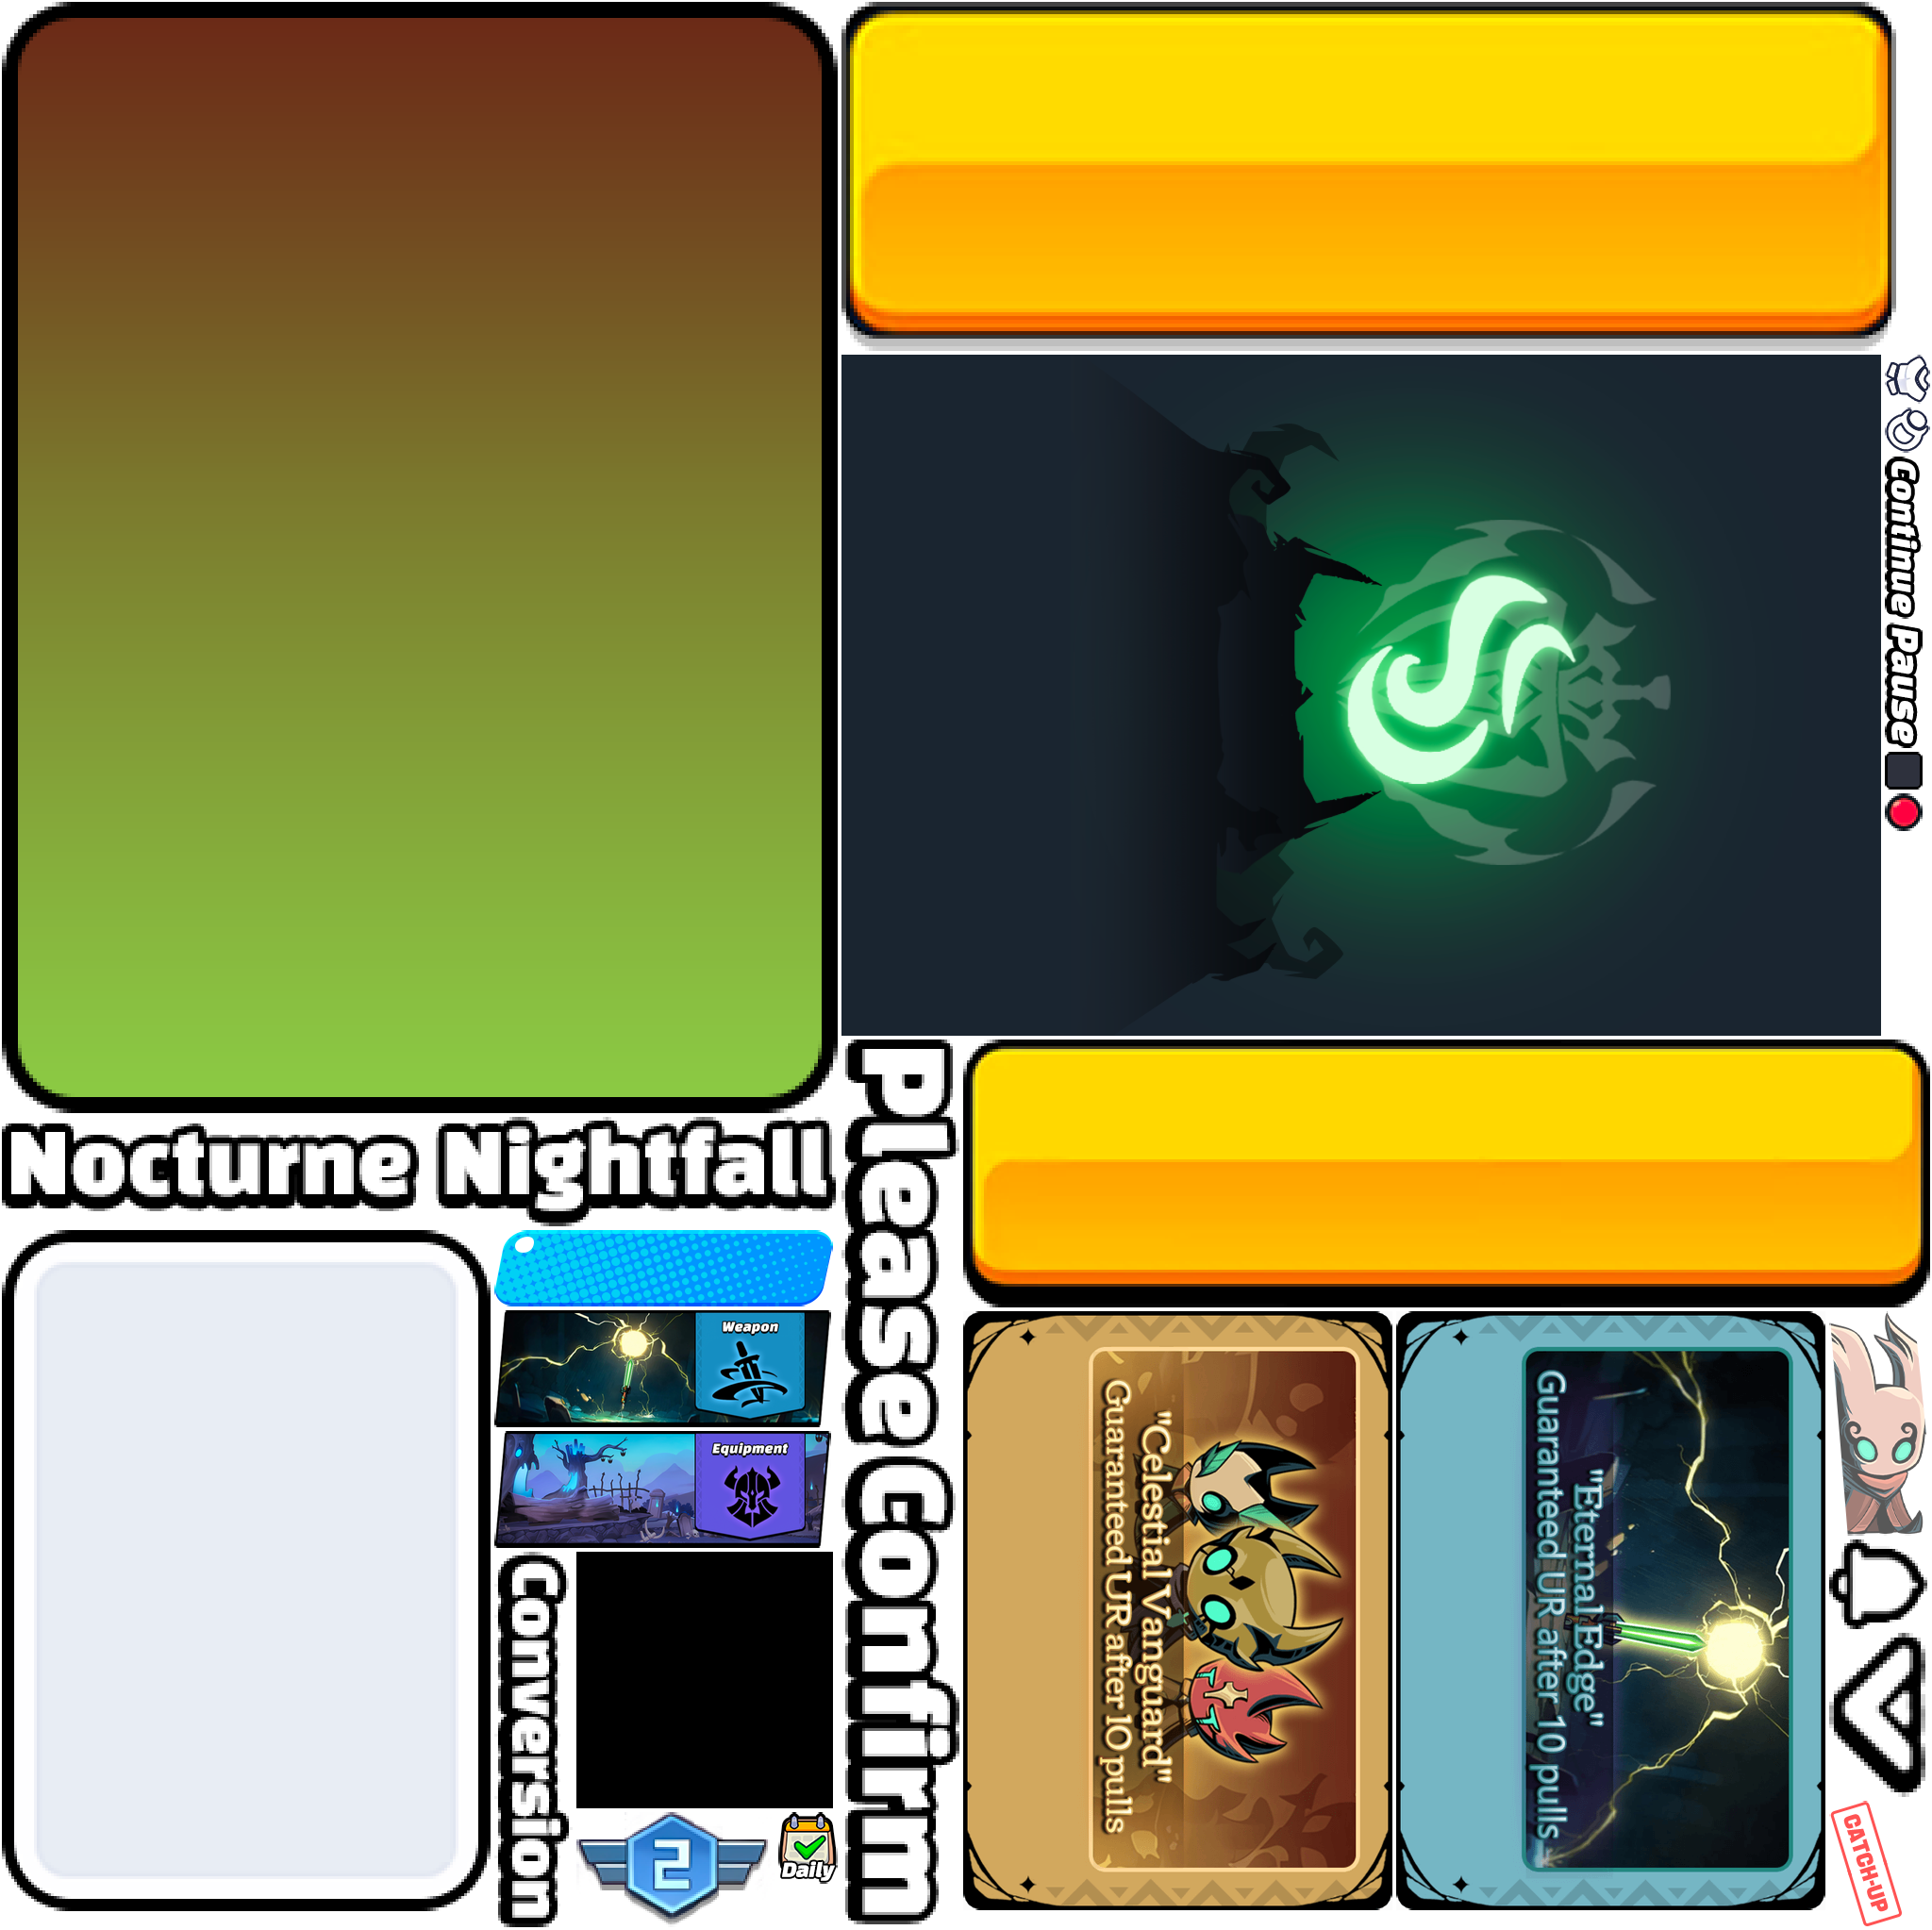 Continue
Pause
Nocturne Nightfall
Please Confirm
Weapon
Equipment
Conversion
2
Daily
"Celestial Vanguard"
Guaranteed UR after 10 pulls
"Eternal Edge"
Guaranteed UR after 10 pulls
CATCH-UP